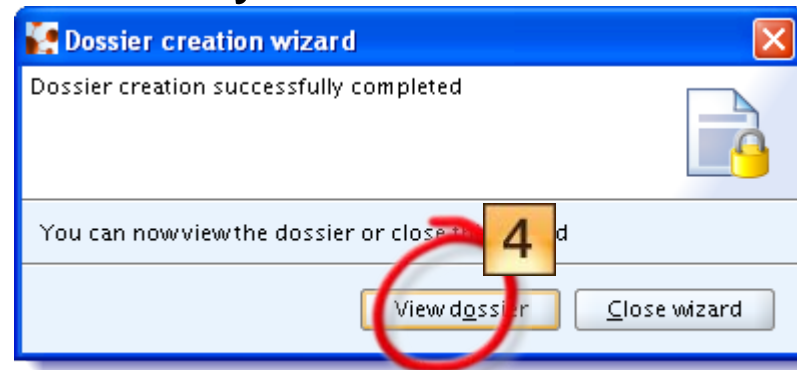 Dossier creation wizard
Dossier creation successfully completed
You can now view the dossier or close d
4
View dossier Close wizard